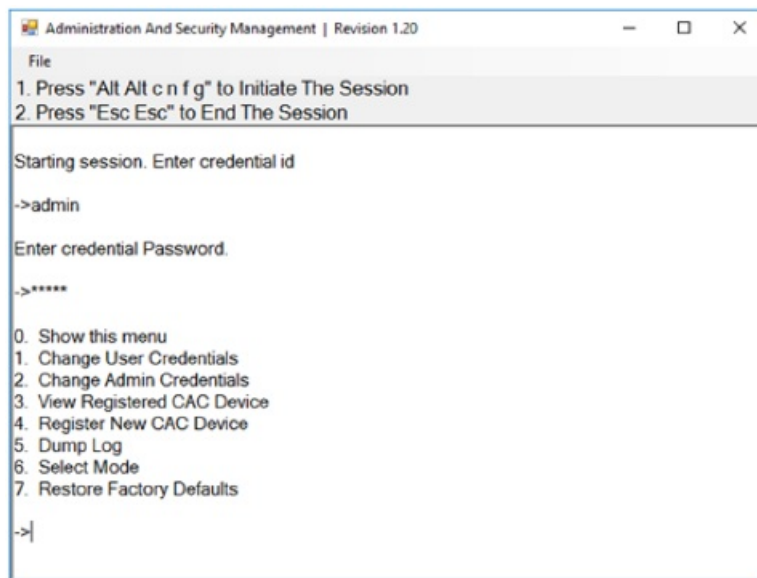 Administration And Security Management | Revision 1.20
File
1. Press "Alt Alt c n f g" to Initiate The Session
2. Press "Esc Esc" to End The Session
Starting session. Enter credential id
->admin
Enter credential Password.
->*****
0. Show this menu
1. Change User Credentials
2. Change Admin Credentials
3. View Registered CAC Device
4. Register New CAC Device
5. Dump Log
6. Select Mode
7. Restore Factory Defaults
->